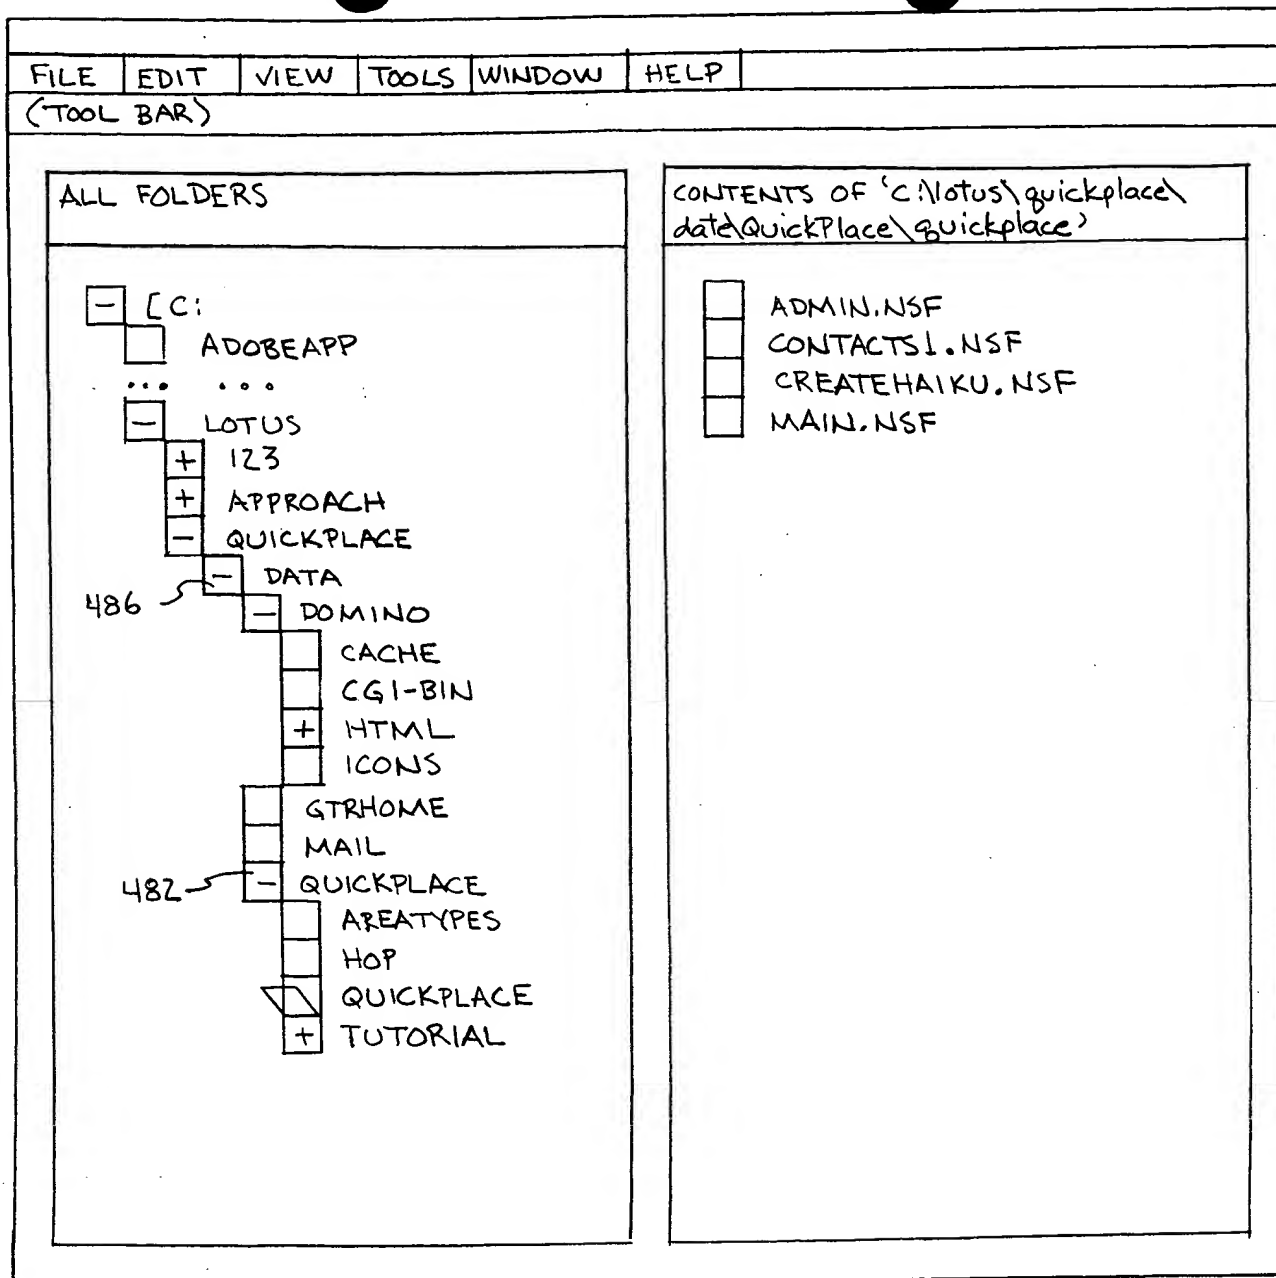 FILE EDIT VIEW TOOLS WINDOW HELP
(TOOL BAR)
ALL FOLDERS
[C:
ADOBEAPP
... ...
LOTUS
123
APPROACH
QUICKPLACE
DATA
486
DOMINO
CACHE
CGI-BIN
HTML
ICONS
GTRHOME
MAIL
482
QUICKPLACE
AREATYPES
HOP
QUICKPLACE
TUTORIAL
CONTENTS OF 'C:\lotus\quickplace\
date\QuickPlace\quickplace'
ADMIN.NSF
CONTACTS1.NSF
CREATEHAIKU.NSF
MAIN.NSF